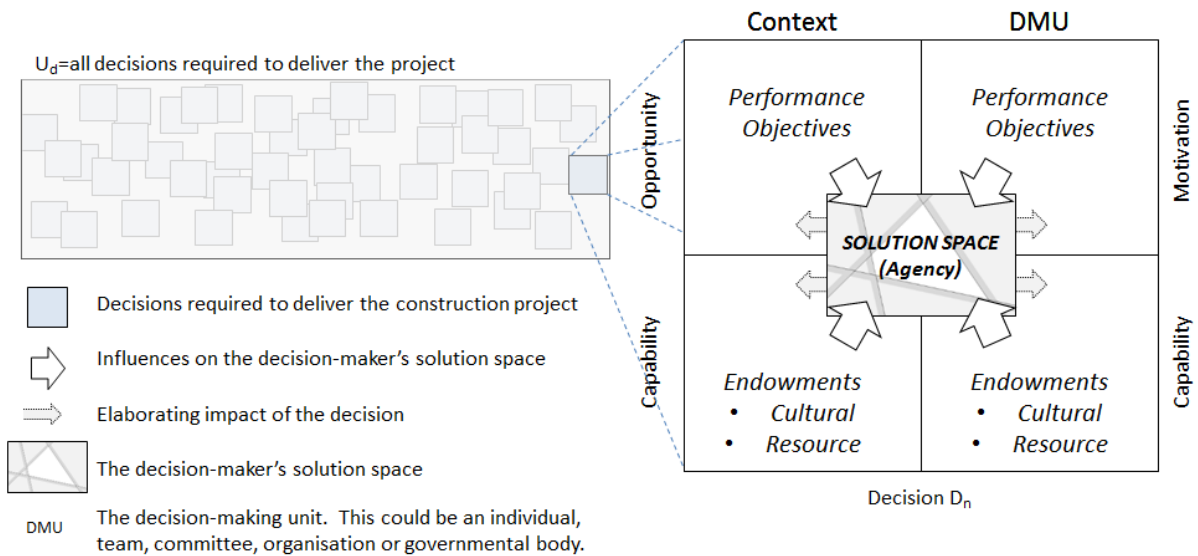 U_d=all decisions required to deliver the project
Decisions required to deliver the construction project
Influences on the decision-maker's solution space
Elaborating impact of the decision
The decision-maker's solution space
DMU
The decision-making unit.  This could be an individual,
team, committee, organisation or governmental body.
Context
DMU
Opportunity
Motivation
Performance
Objectives
Performance
Objectives
SOLUTION SPACE
(Agency)
Capability
Capability
Endowments
• Cultural
• Resource
Endowments
• Cultural
• Resource
Decision D_n